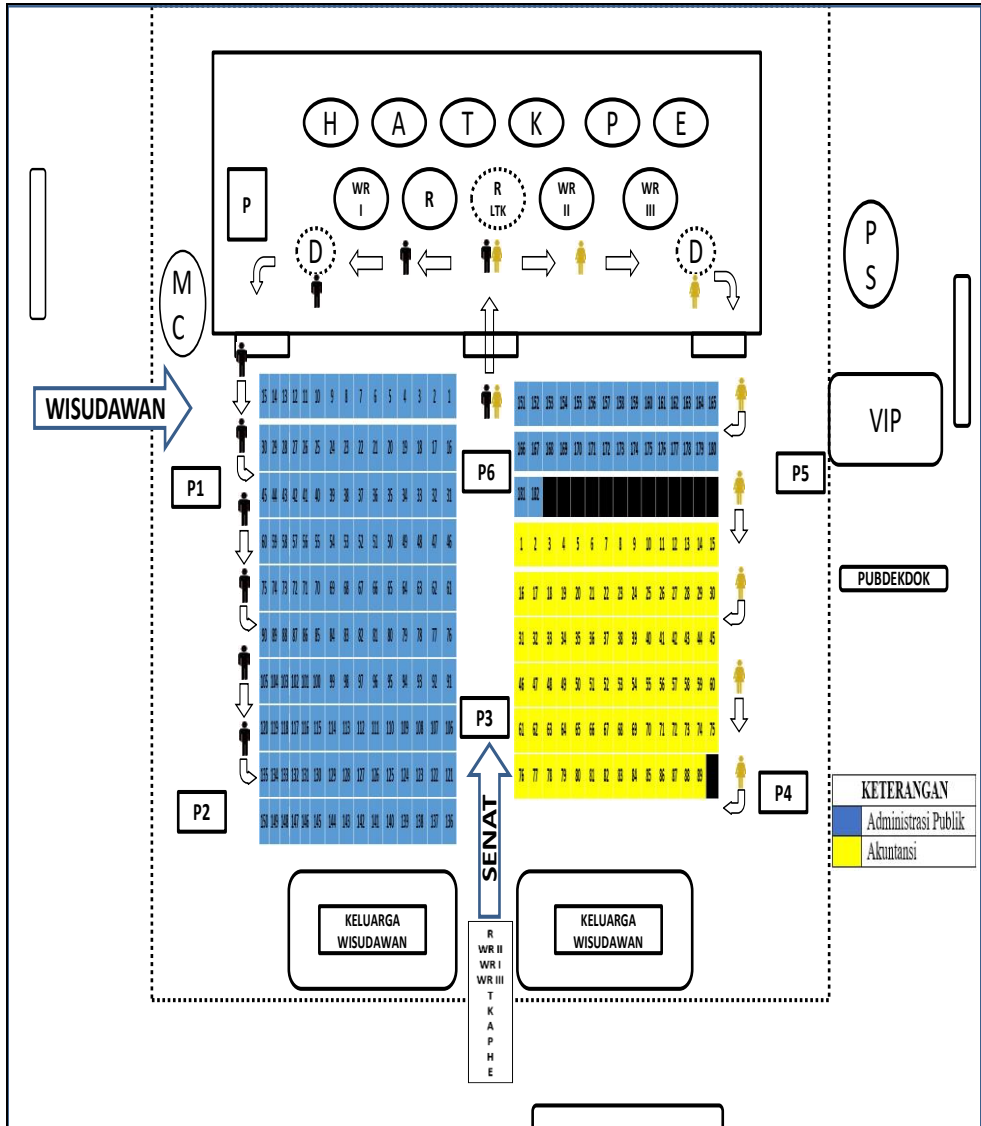 H A T K P E
WR
I
R
R
LTK
WR
II
WR
III
P
D
D
M
C
P
S
WISUDAWAN
VIP
15 14 13 12 11 10 9 8 7 6 5 4 3 2 1
30 29 28 27 26 25 24 23 22 21 20 19 18 17 16
45 44 43 42 41 40 39 38 37 36 35 34 33 32 31
60 59 58 57 56 55 54 53 52 51 50 49 48 47 46
75 74 73 72 71 70 69 68 67 66 65 64 63 62 61
90 89 88 87 86 85 84 83 82 81 80 79 78 77 76
105 104 103 102 101 100 99 98 97 96 95 94 93 92 91
120 119 118 117 116 115 114 113 112 111 110 109 108 107 106
135 134 133 132 131 130 129 128 127 126 125 124 123 122 121
150 149 148 147 146 145 144 143 142 141 140 139 138 137 136
151 152 153 154 155 156 157 158 159 160 161 162 163 164 165
166 167 168 169 170 171 172 173 174 175 176 177 178 179 180
181 182
1 2 3 4 5 6 7 8 9 10 11 12 13 14 15
16 17 18 19 20 21 22 23 24 25 26 27 28 29 30
31 32 33 34 35 36 37 38 39 40 41 42 43 44 45
46 47 48 49 50 51 52 53 54 55 56 57 58 59 60
61 62 63 64 65 66 67 68 69 70 71 72 73 74 75
76 77 78 79 80 81 82 83 84 85 86 87 88 89
P1
P6
P5
PUBDEKDOK
P3
P2
P4
KETERANGAN
Administrasi Publik
Akuntansi
SENAT
KELUARGA
WISUDAWAN
KELUARGA
WISUDAWAN
R
WR II
WR I
WR III
T
K
A
P
H
E